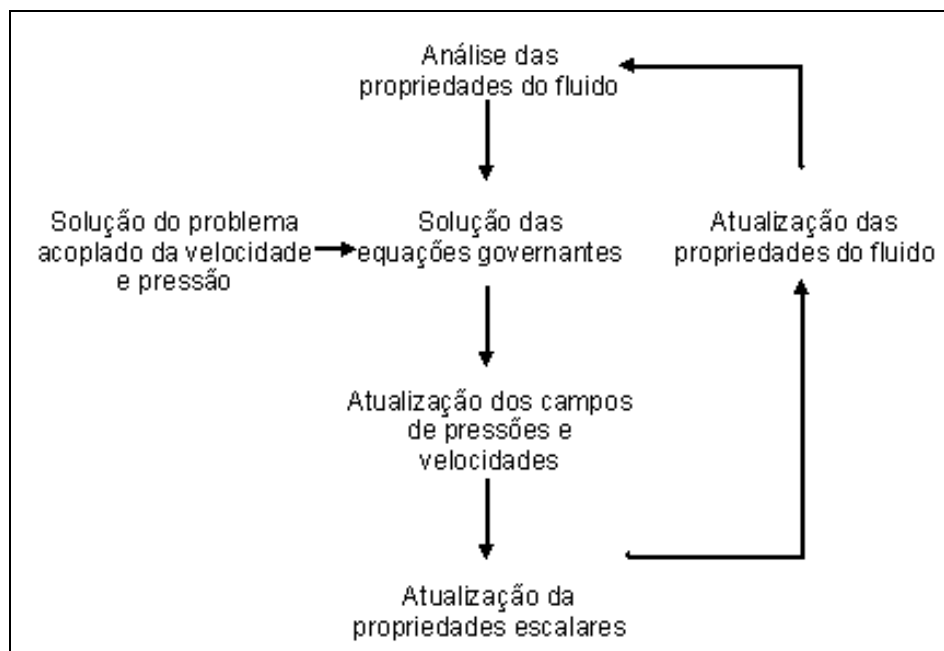 Análise das
propriedades do fluido
Solução do problema
acoplado da velocidade
e pressão
Solução das
equações governantes
Atualização das
propriedades do fluido
Atualização dos campos
de pressões e
velocidades
Atualização da
propriedades escalares